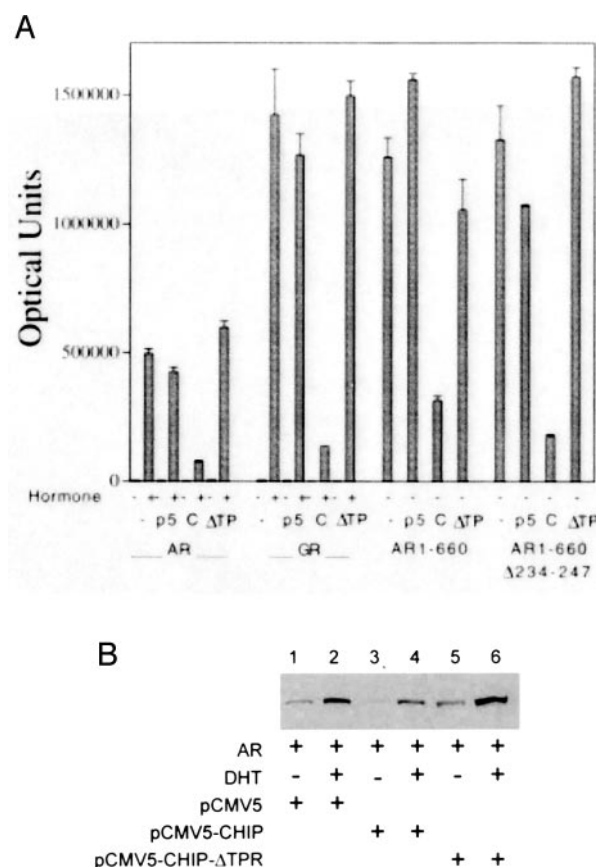 A
Optical Units
1500000
1000000
500000
0
Hormone - + - + - + - + - + - + - + - + - - - - - - - -
- p5 C ΔTP - p5 C ΔTP - p5 C ΔTP - p5 C ΔTP
AR GR AR1-660 AR1-660
Δ234-247
B
1 2 3 4 5 6
AR + + + + + +
DHT - + - + - +
pCMV5 + +
pCMV5-CHIP + +
pCMV5-CHIP-ΔTPR + +